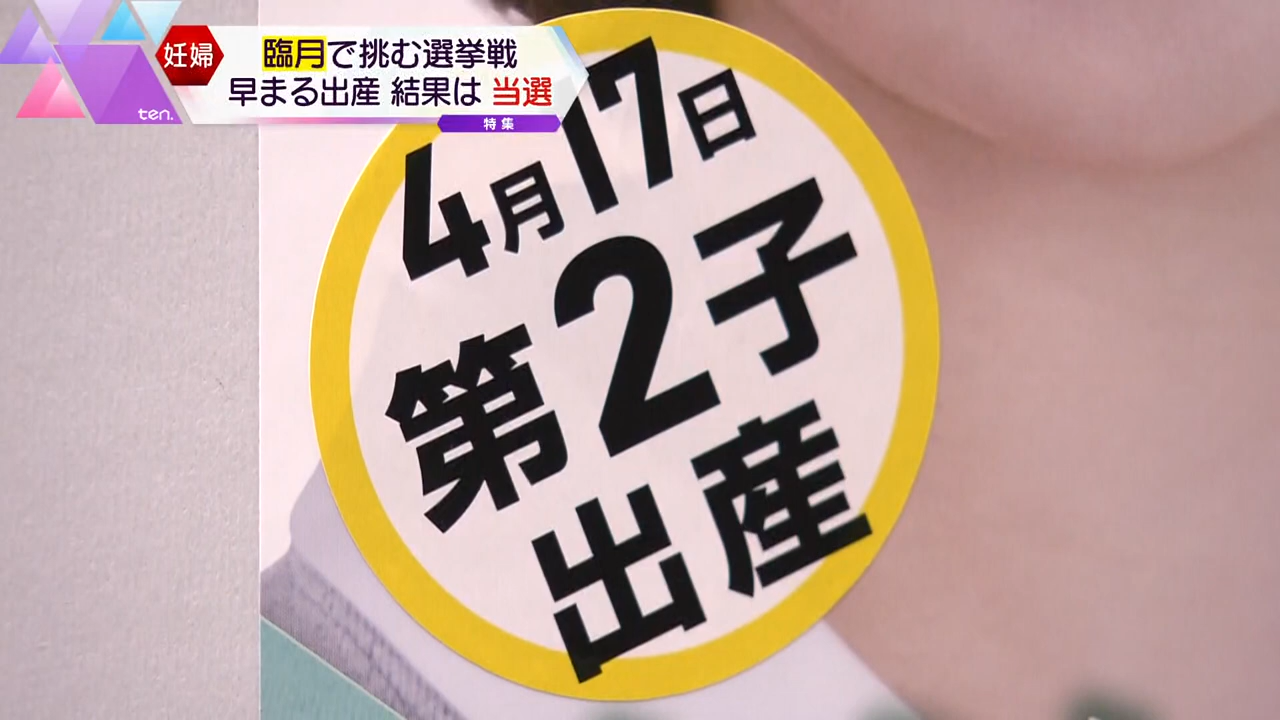 妊婦
臨月で挑む選挙戦
早まる出産 結果は 当選
特集
ten.
4月17日
第2子
出産